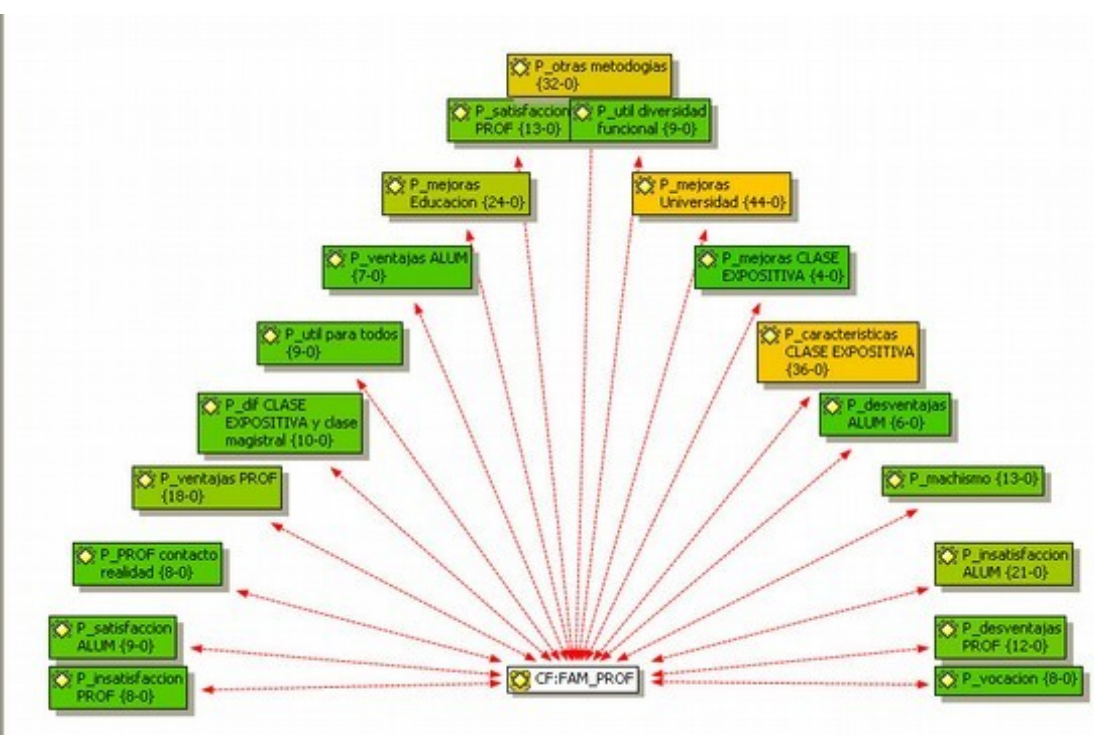 P_otras metodogias
{32-0}
P_satisfaccion
PROF {13-0}
P_util diversidad
funcional {9-0}
P_mejoras
Educacion {24-0}
P_mejoras
Universidad {44-0}
P_ventajas ALUM
{7-0}
P_mejoras CLASE
EXPOSITIVA {4-0}
P_util para todos
{9-0}
P_caracteristicas
CLASE EXPOSITIVA
{36-0}
P_dif CLASE
EXPOSITIVA y clase
magistral {10-0}
P_desventajas
ALUM {6-0}
P_ventajas PROF
{18-0}
P_machismo {13-0}
P_PROF contacto
realidad {8-0}
P_insatisfaccion
ALUM {21-0}
P_satisfaccion
ALUM {9-0}
P_desventajas
PROF {12-0}
P_insatisfaccion
PROF {8-0}
CF:FAM_PROF
P_vocacion {8-0}